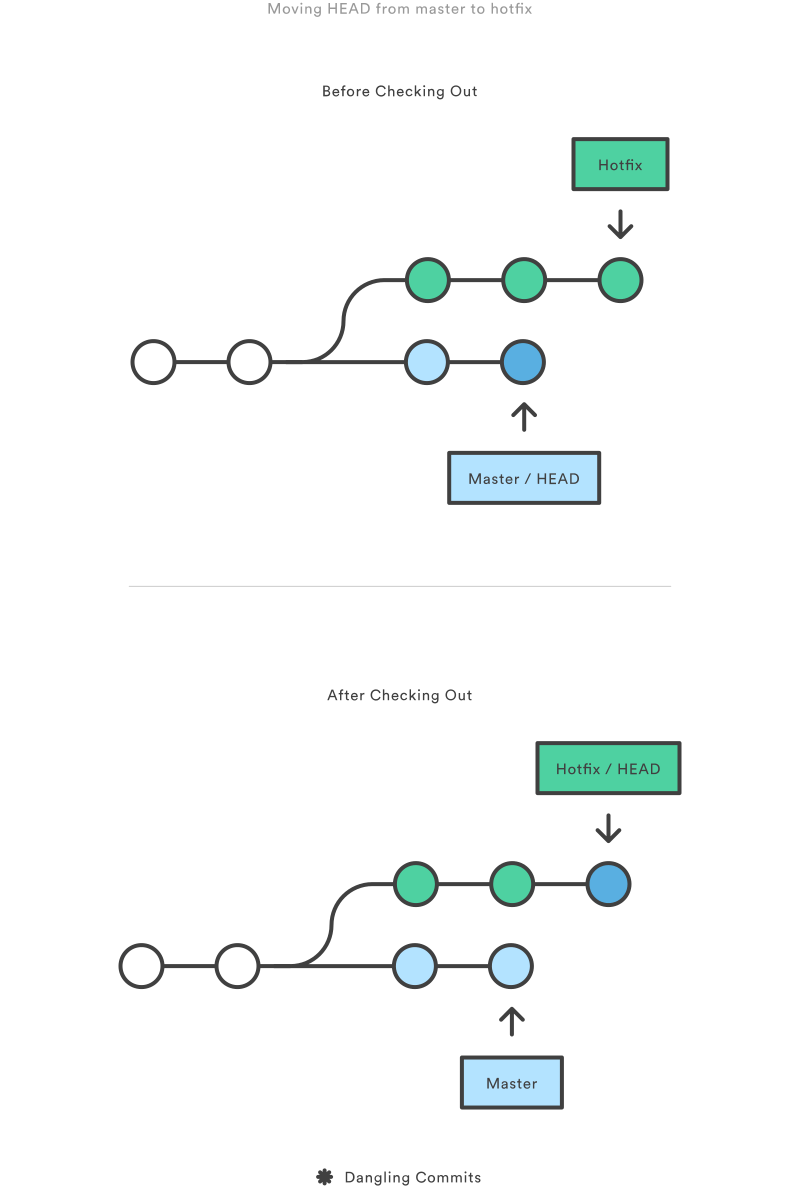 Moving HEAD from master to hotfix
Before Checking Out
Hotfix
Master / HEAD
After Checking Out
Hotfix / HEAD
Master
Dangling Commits